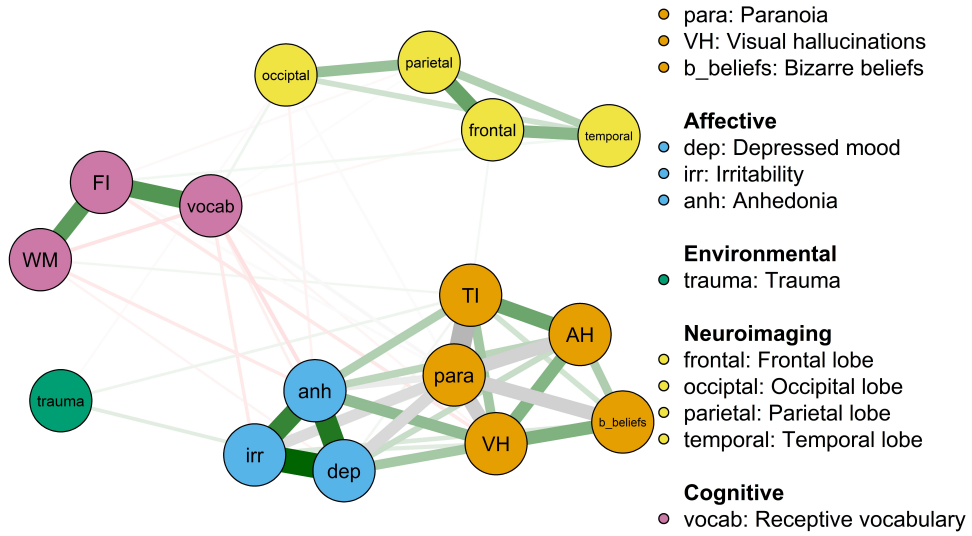 para: Paranoia
VH: Visual hallucinations
b_beliefs: Bizarre beliefs
Affective
dep: Depressed mood
irr: Irritability
anh: Anhedonia
Environmental
trauma: Trauma
Neuroimaging
frontal: Frontal lobe
occiptal: Occipital lobe
parietal: Parietal lobe
temporal: Temporal lobe
Cognitive
vocab: Receptive vocabulary
parietal
occiptal
frontal
temporal
FI
vocab
WM
TI
AH
para
anh
trauma
b_beliefs
VH
irr
dep